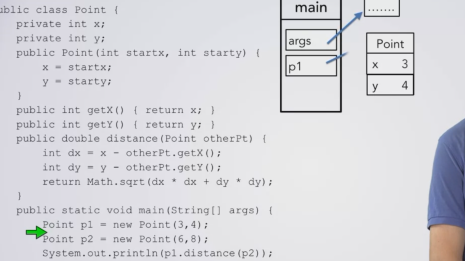 ublic class Point {
private int x;
private int y;
public Point(int startx, int starty) {
x = startx;
y = starty;
}
public int getX() { return x; }
public int getY() { return y; }
public double distance(Point otherPt) {
int dx = x - otherPt.getX();
int dy = y - otherPt.getY();
return Math.sqrt(dx * dx + dy * dy);
}
public static void main(String[] args) {
Point p1 = new Point(3,4);
Point p2 = new Point(6,8);
System.out.println(p1.distance(p2));
main
.......
args
p1
Point
x 3
y 4